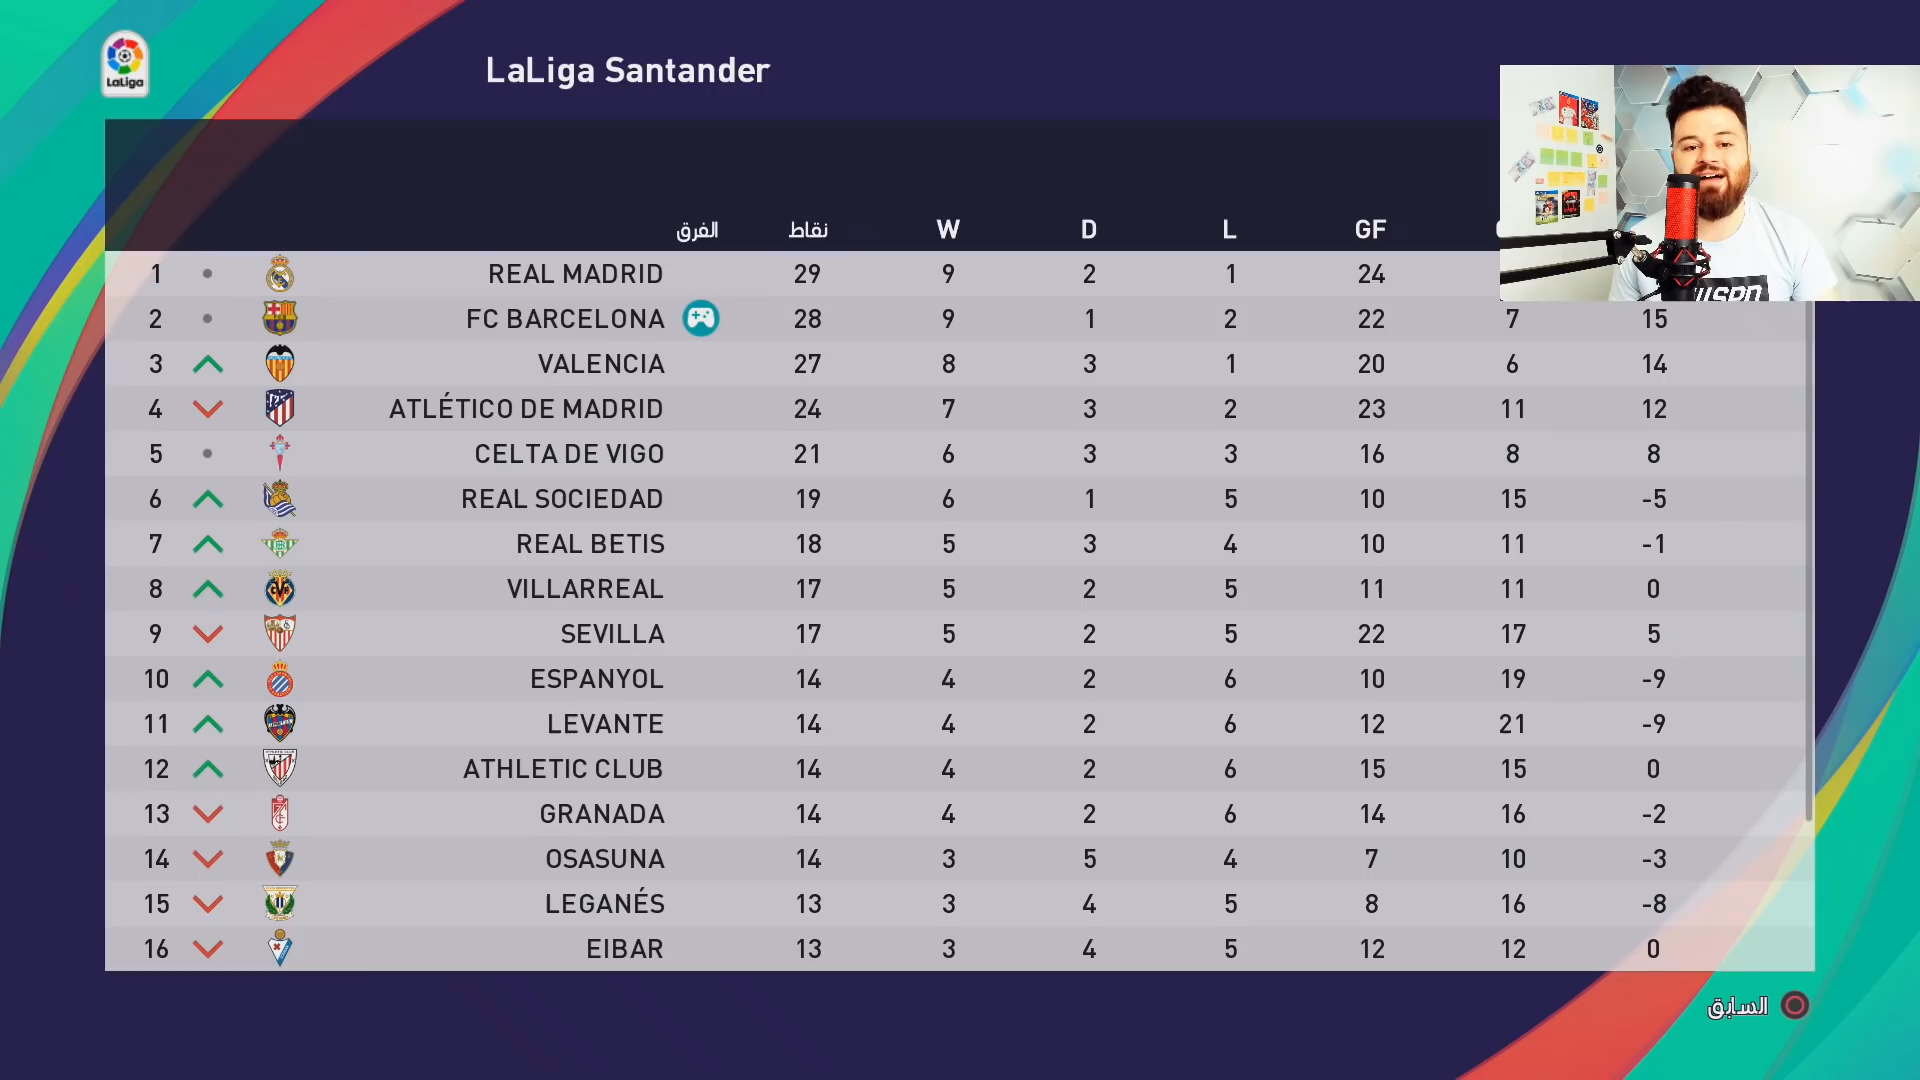 LaLiga
LaLiga Santander
الفرق نقاط W D L GF
1 REAL MADRID 29 9 2 1 24
2 FC BARCELONA 28 9 1 2 22 7 15
3 VALENCIA 27 8 3 1 20 6 14
4 ATLÉTICO DE MADRID 24 7 3 2 23 11 12
5 CELTA DE VIGO 21 6 3 3 16 8 8
6 REAL SOCIEDAD 19 6 1 5 10 15 -5
7 REAL BETIS 18 5 3 4 10 11 -1
8 VILLARREAL 17 5 2 5 11 11 0
9 SEVILLA 17 5 2 5 22 17 5
10 ESPANYOL 14 4 2 6 10 19 -9
11 LEVANTE 14 4 2 6 12 21 -9
12 ATHLETIC CLUB 14 4 2 6 15 15 0
13 GRANADA 14 4 2 6 14 16 -2
14 OSASUNA 14 3 5 4 7 10 -3
15 LEGANÉS 13 3 4 5 8 16 -8
16 EIBAR 13 3 4 5 12 12 0
السابق